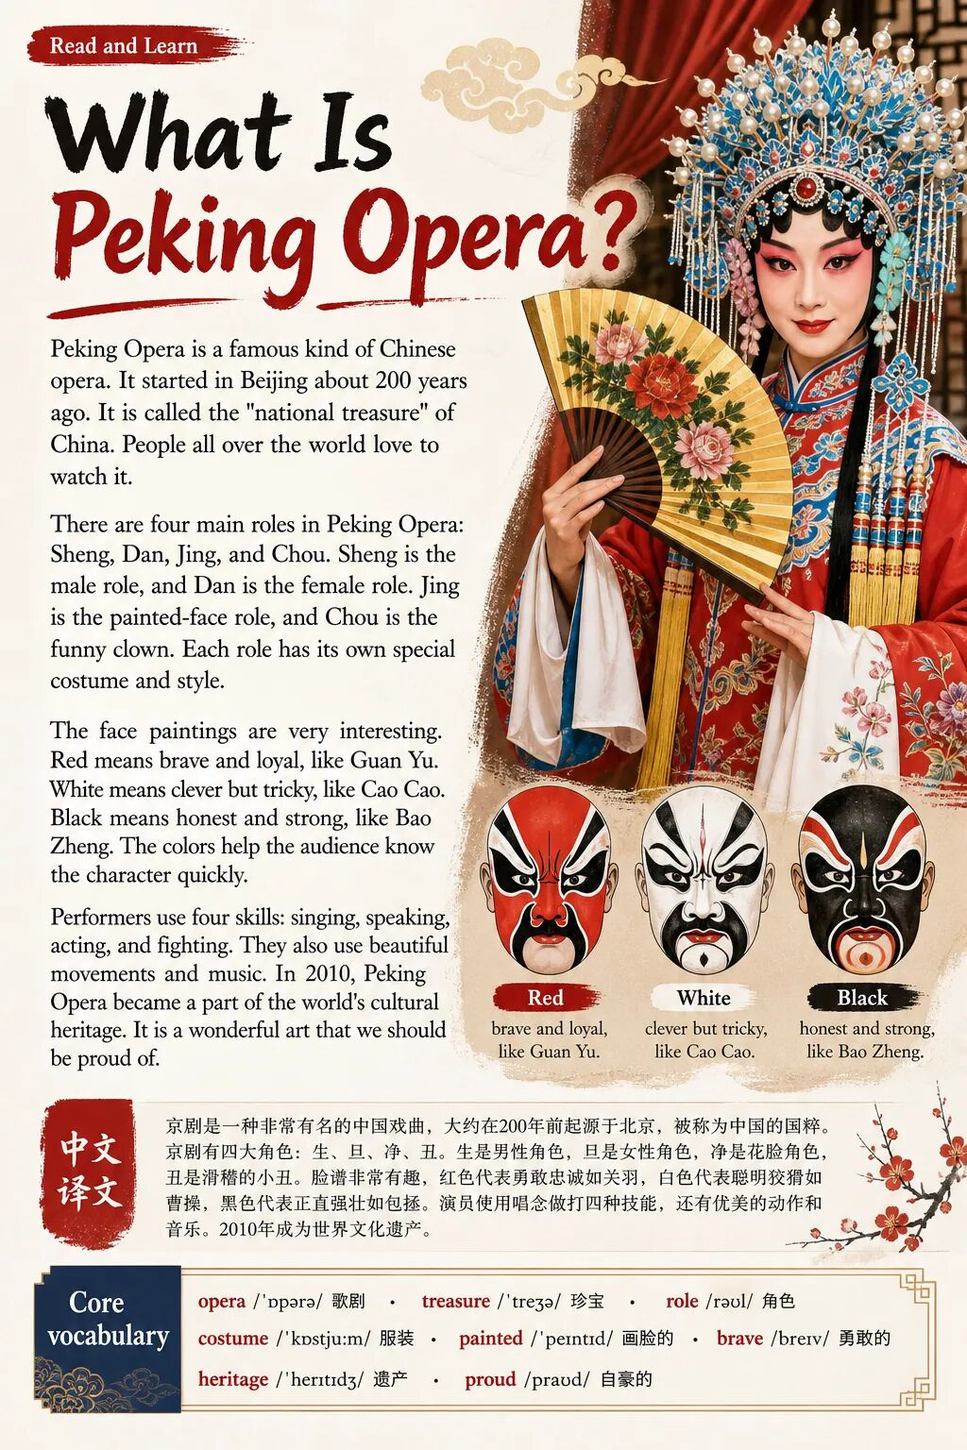 Read and Learn
What Is
Peking Opera?
Peking Opera is a famous kind of Chinese
opera. It started in Beijing about 200 years
ago. It is called the "national treasure" of
China. People all over the world love to
watch it.
There are four main roles in Peking Opera:
Sheng, Dan, Jing, and Chou. Sheng is the
male role, and Dan is the female role. Jing
is the painted-face role, and Chou is the
funny clown. Each role has its own special
costume and style.
The face paintings are very interesting.
Red means brave and loyal, like Guan Yu.
White means clever but tricky, like Cao Cao.
Black means honest and strong, like Bao
Zheng. The colors help the audience know
the character quickly.
Performers use four skills: singing, speaking,
acting, and fighting. They also use beautiful
movements and music. In 2010, Peking
Opera became a part of the world's cultural
heritage. It is a wonderful art that we should
be proud of.
Red
brave and loyal,
like Guan Yu.
White
clever but tricky,
like Cao Cao.
Black
honest and strong,
like Bao Zheng.
中文
译文
京剧是一种非常有名的中国戏曲，大约在200年前起源于北京，被称为中国的国粹。
京剧有四大角色：生、旦、净、丑。生是男性角色，旦是女性角色，净是花脸角色，
丑是滑稽的小丑。脸谱非常有趣，红色代表勇敢忠诚如关羽，白色代表聪明狡猾如
曹操，黑色代表正直强壮如包拯。演员使用唱念做打四种技能，还有优美的动作和
音乐。2010年成为世界文化遗产。
Core
vocabulary
opera /ˈɒpərə/ 歌剧 • treasure /ˈtreʒə/ 珍宝 • role /rəʊl/ 角色
costume /ˈkɒstjuːm/ 服装 • painted /ˈpeɪntɪd/ 画脸的 • brave /breɪv/ 勇敢的
heritage /ˈherɪtɪdʒ/ 遗产 • proud /praʊd/ 自豪的